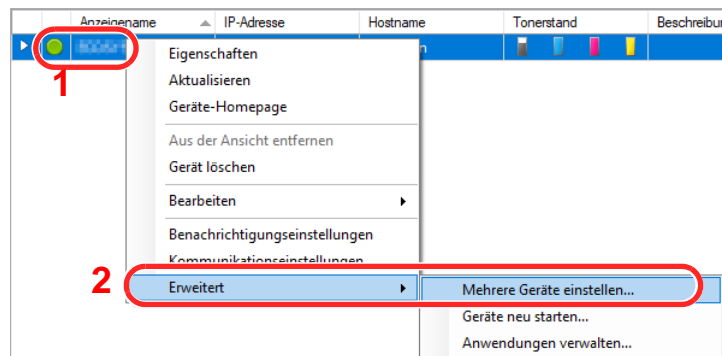 Anzeigename IP-Adresse Hostname Tonerstand Beschreibu
1
Eigenschaften
Aktualisieren
Geräte-Homepage
Aus der Ansicht entfernen
Gerät löschen
Bearbeiten
Benachrichtigungseinstellungen
Kommunikationseinstellungen
2 Erweitert Mehrere Geräte einstellen...
Geräte neu starten...
Anwendungen verwalten...